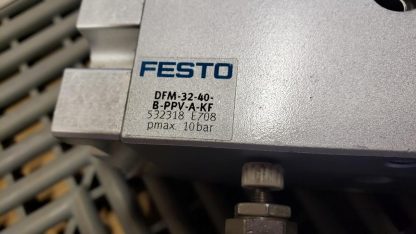 FESTO
DFM-32-40-
B-PPV-A-KF
532318 E708
pmax. 10bar